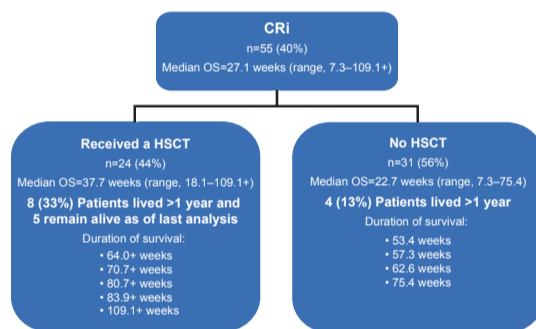 CRi
n=55 (40%)
Median OS=27.1 weeks (range, 7.3–109.1+)
Received a HSCT
n=24 (44%)
Median OS=37.7 weeks (range, 18.1–109.1+)
8 (33%) Patients lived >1 year and
5 remain alive as of last analysis
Duration of survival:
• 64.0+ weeks
• 70.7+ weeks
• 80.7+ weeks
• 83.9+ weeks
• 109.1+ weeks
No HSCT
n=31 (56%)
Median OS=22.7 weeks (range, 7.3–75.4)
4 (13%) Patients lived >1 year
Duration of survival:
• 53.4 weeks
• 57.3 weeks
• 62.6 weeks
• 75.4 weeks